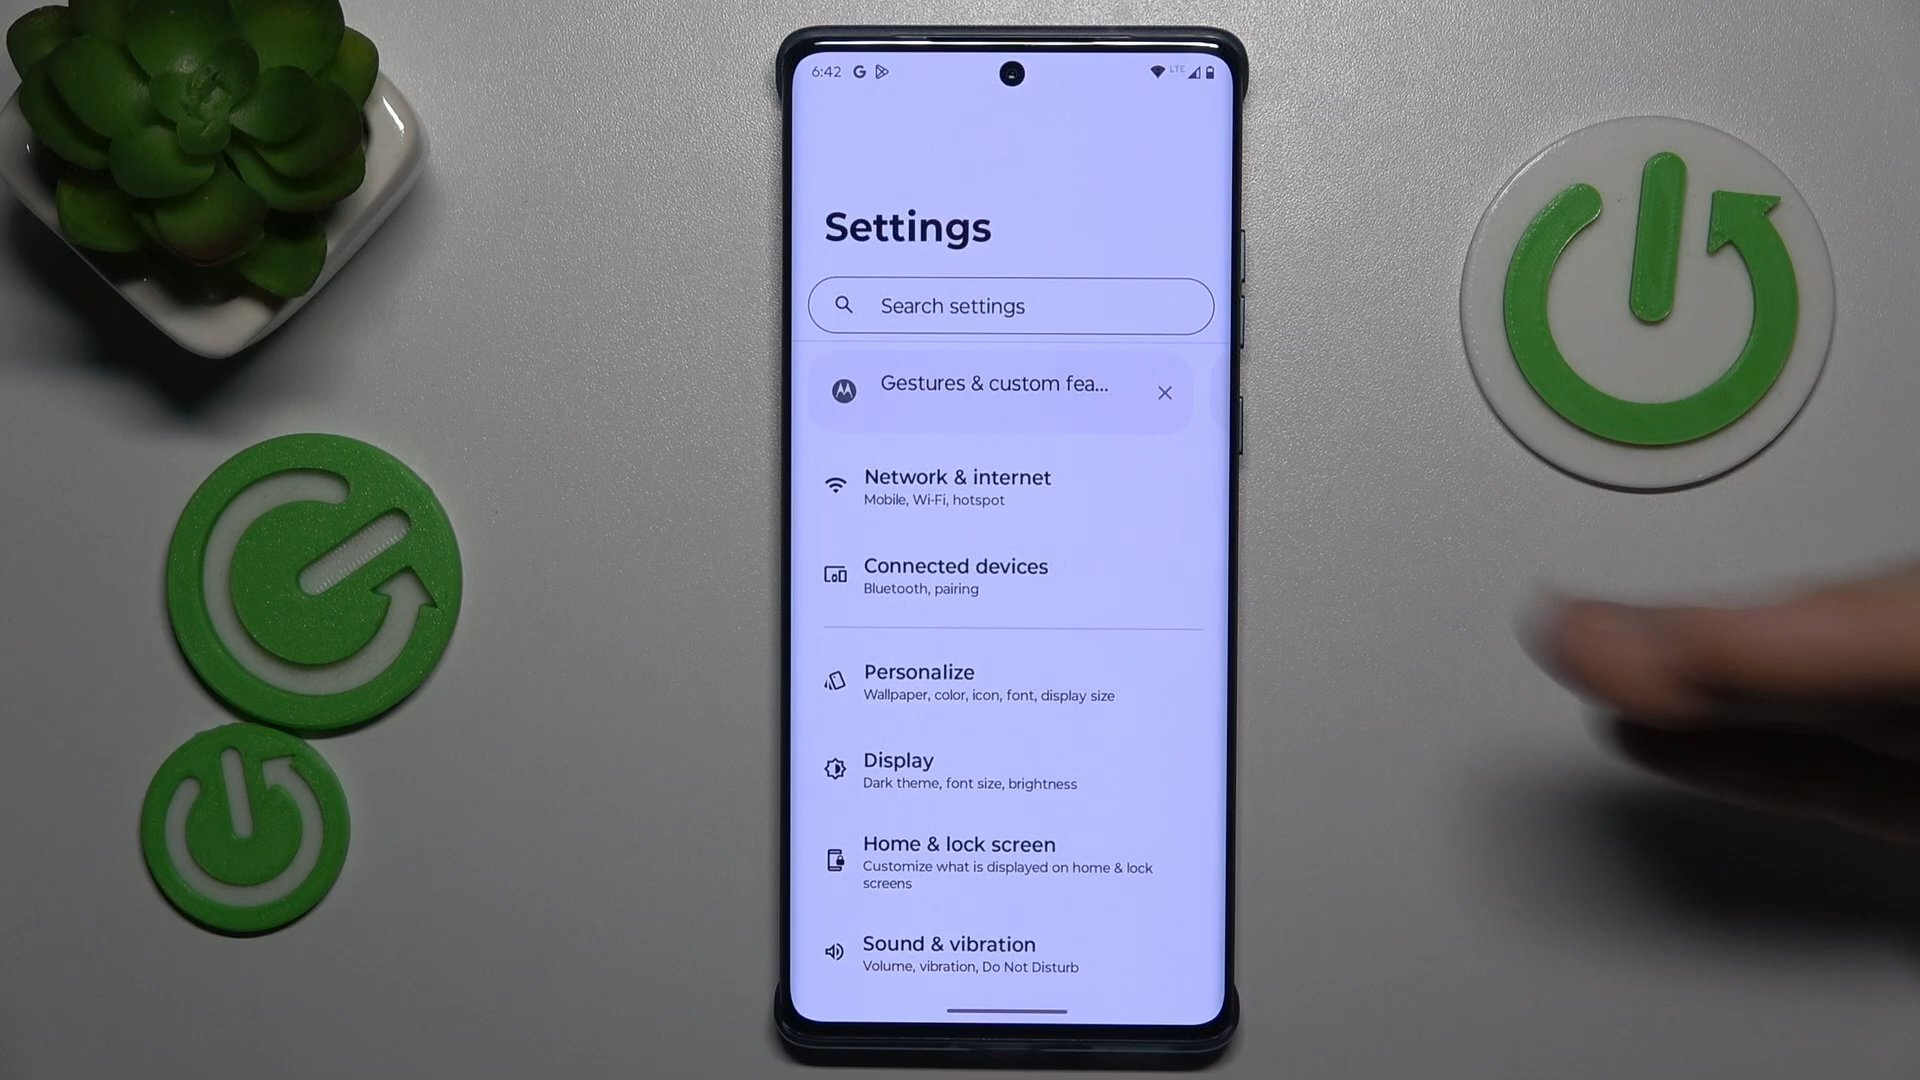 6:42
LTE
Settings
Search settings
Gestures & custom fea...
Network & internet
Mobile, Wi-Fi, hotspot
Connected devices
Bluetooth, pairing
Personalize
Wallpaper, color, icon, font, display size
Display
Dark theme, font size, brightness
Home & lock screen
Customize what is displayed on home & lock
screens
Sound & vibration
Volume, vibration, Do Not Disturb